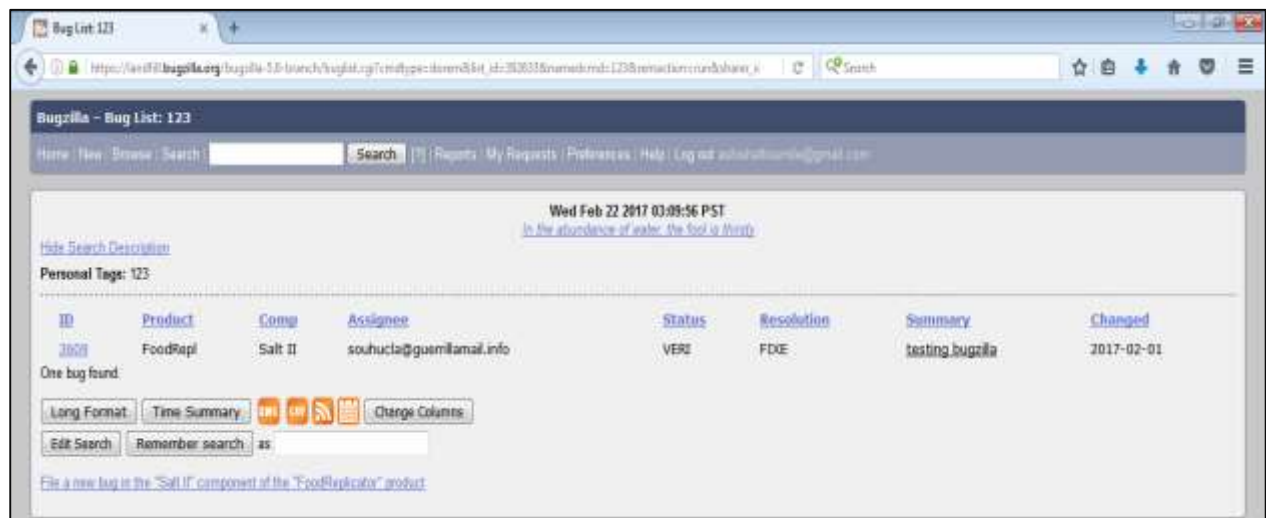 Bug List: 123
Search
Bugzilla – Bug List: 123
Home | New | Browse | Search | Search [?] | Reports | My Requests | Preferences | Help | Log out
Wed Feb 22 2017 03:09:56 PST
In the abundance of water, the fool is thirsty
Hide Search Description
Personal Tags: 123
ID Product Comp Assignee Status Resolution Summary Changed
FoodRepl Salt II VERI FIXE testing bugzilla 2017-02-01
One bug found.
Long Format Time Summary XML CSV Change Columns
Edit Search Remember search as
File a new bug in the "Salt II" component of the "FoodReplicator" product